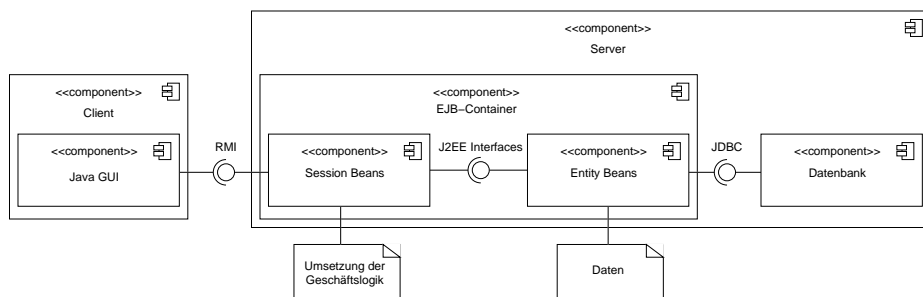 <<component>>
Server
<<component>>
Client
<<component>>
EJB–Container
<<component>>
Java GUI
RMI
<<component>>
Session Beans
J2EE Interfaces
<<component>>
Entity Beans
JDBC
<<component>>
Datenbank
Umsetzung der
Geschäftslogik
Daten